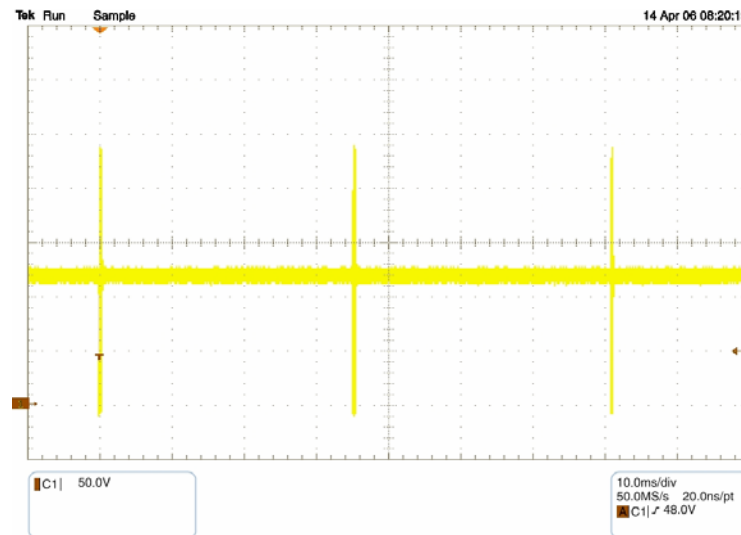 Tek Run Sample 14 Apr 06 08:20:1
T
C1 50.0V
10.0ms/div
50.0MS/s 20.0ns/pt
A C1 48.0V